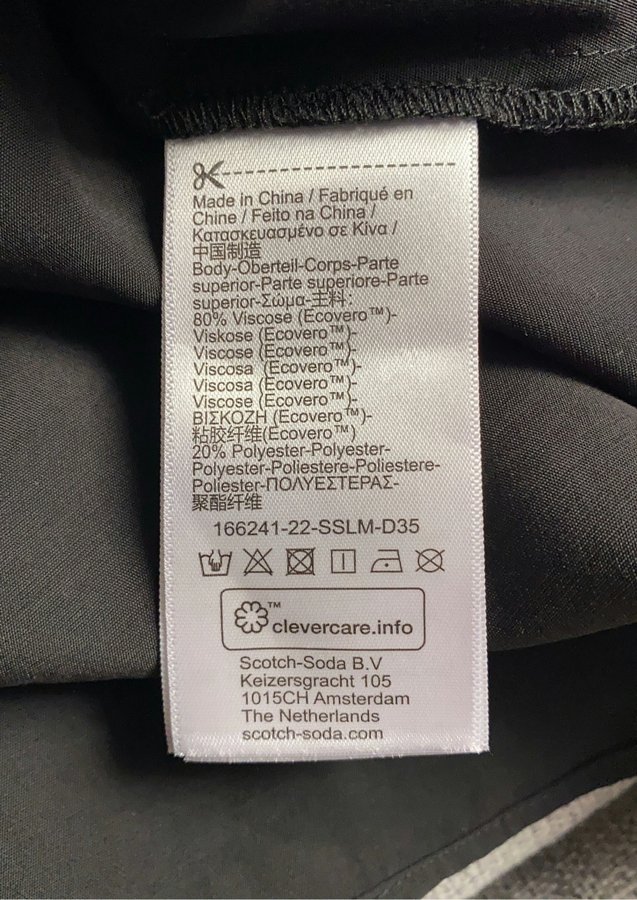 Made in China / Fabriqué en
Chine / Feito na China /
Κατασκευασμένο σε Κίνα /
中国制造
Body-Oberteil-Corps-Parte
superior-Parte superiore-Parte
superior-Σώμα-主料:
80% Viscose (Ecovero™)-
Viskose (Ecovero™)-
Viscose (Ecovero™)-
Viscosa (Ecovero™)-
Viscosa (Ecovero™)-
Viscose (Ecovero™)-
ΒΙΣΚΟΖΗ (Ecovero™)-
粘胶纤维(Ecovero™)
20% Polyester-Polyester-
Polyester-Poliestere-Poliestere-
Poliester-ΠΟΛΥΕΣΤΕΡΑΣ-
聚酯纤维
166241-22-SSLM-D35
™
clevercare.info
Scotch-Soda B.V
Keizersgracht 105
1015CH Amsterdam
The Netherlands
scotch-soda.com